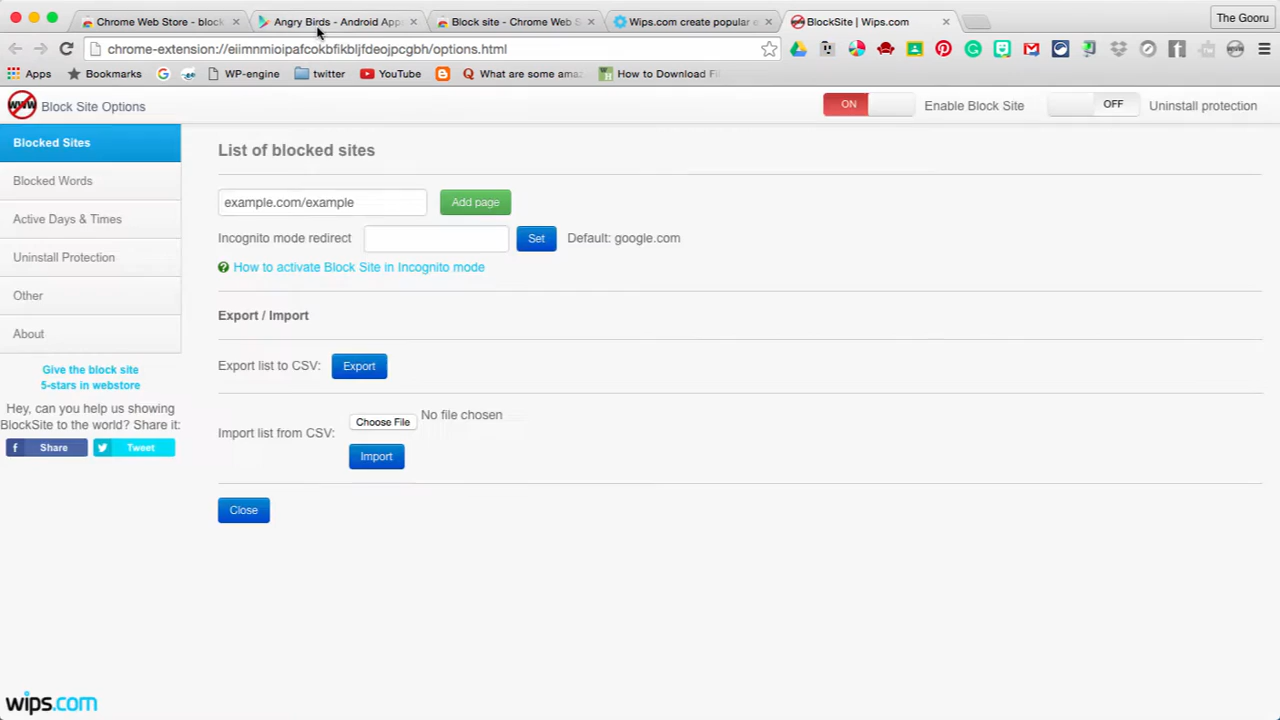 Chrome Web Store - block
Angry Birds - Android Apps
Block site - Chrome Web S
Wips.com create popular e
BlockSite | Wips.com
The Gooru
chrome-extension://eiimnmioipafcokbfikbljfdeojpcgbh/options.html
Apps
Bookmarks
WP-engine
twitter
YouTube
What are some ama
How to Download Fi
Block Site Options
ON
Enable Block Site
OFF
Uninstall protection
Blocked Sites
Blocked Words
Active Days & Times
Uninstall Protection
Other
About
Give the block site
5-stars in webstore
Hey, can you help us showing
BlockSite to the world? Share it:
Share
Tweet
List of blocked sites
example.com/example
Add page
Incognito mode redirect
Set
Default: google.com
How to activate Block Site in Incognito mode
Export / Import
Export list to CSV:
Export
Import list from CSV:
Choose File
No file chosen
Import
Close
wips.com